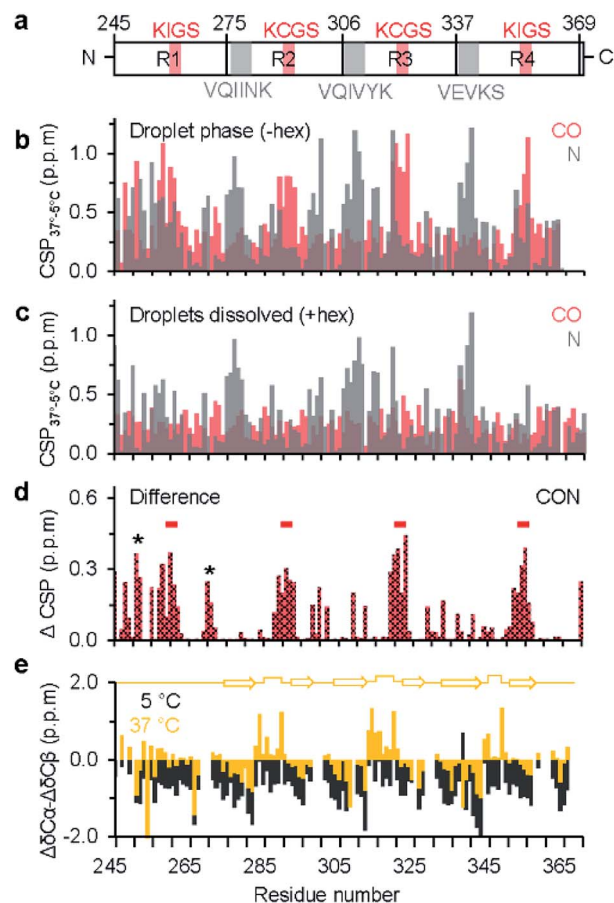 a
245 275 306 337 369
KIGS KCGS KCGS KIGS
N R1 R2 R3 R4 C
VQIINK VQIVYK VEVKS
b
Droplet phase (-hex) CO
N
CSP37°-5°C (p.p.m)
1.0
0.5
0.0
c
Droplets dissolved (+hex) CO
N
CSP37°-5°C (p.p.m)
1.0
0.5
0.0
d
Difference CON
Δ CSP (p.p.m)
0.6
* *
0.3
0.0
e
ΔδCα-ΔδCβ (p.p.m)
2.0
5 °C
37 °C
0.0
-2.0
245 265 285 305 325 345 365
Residue number